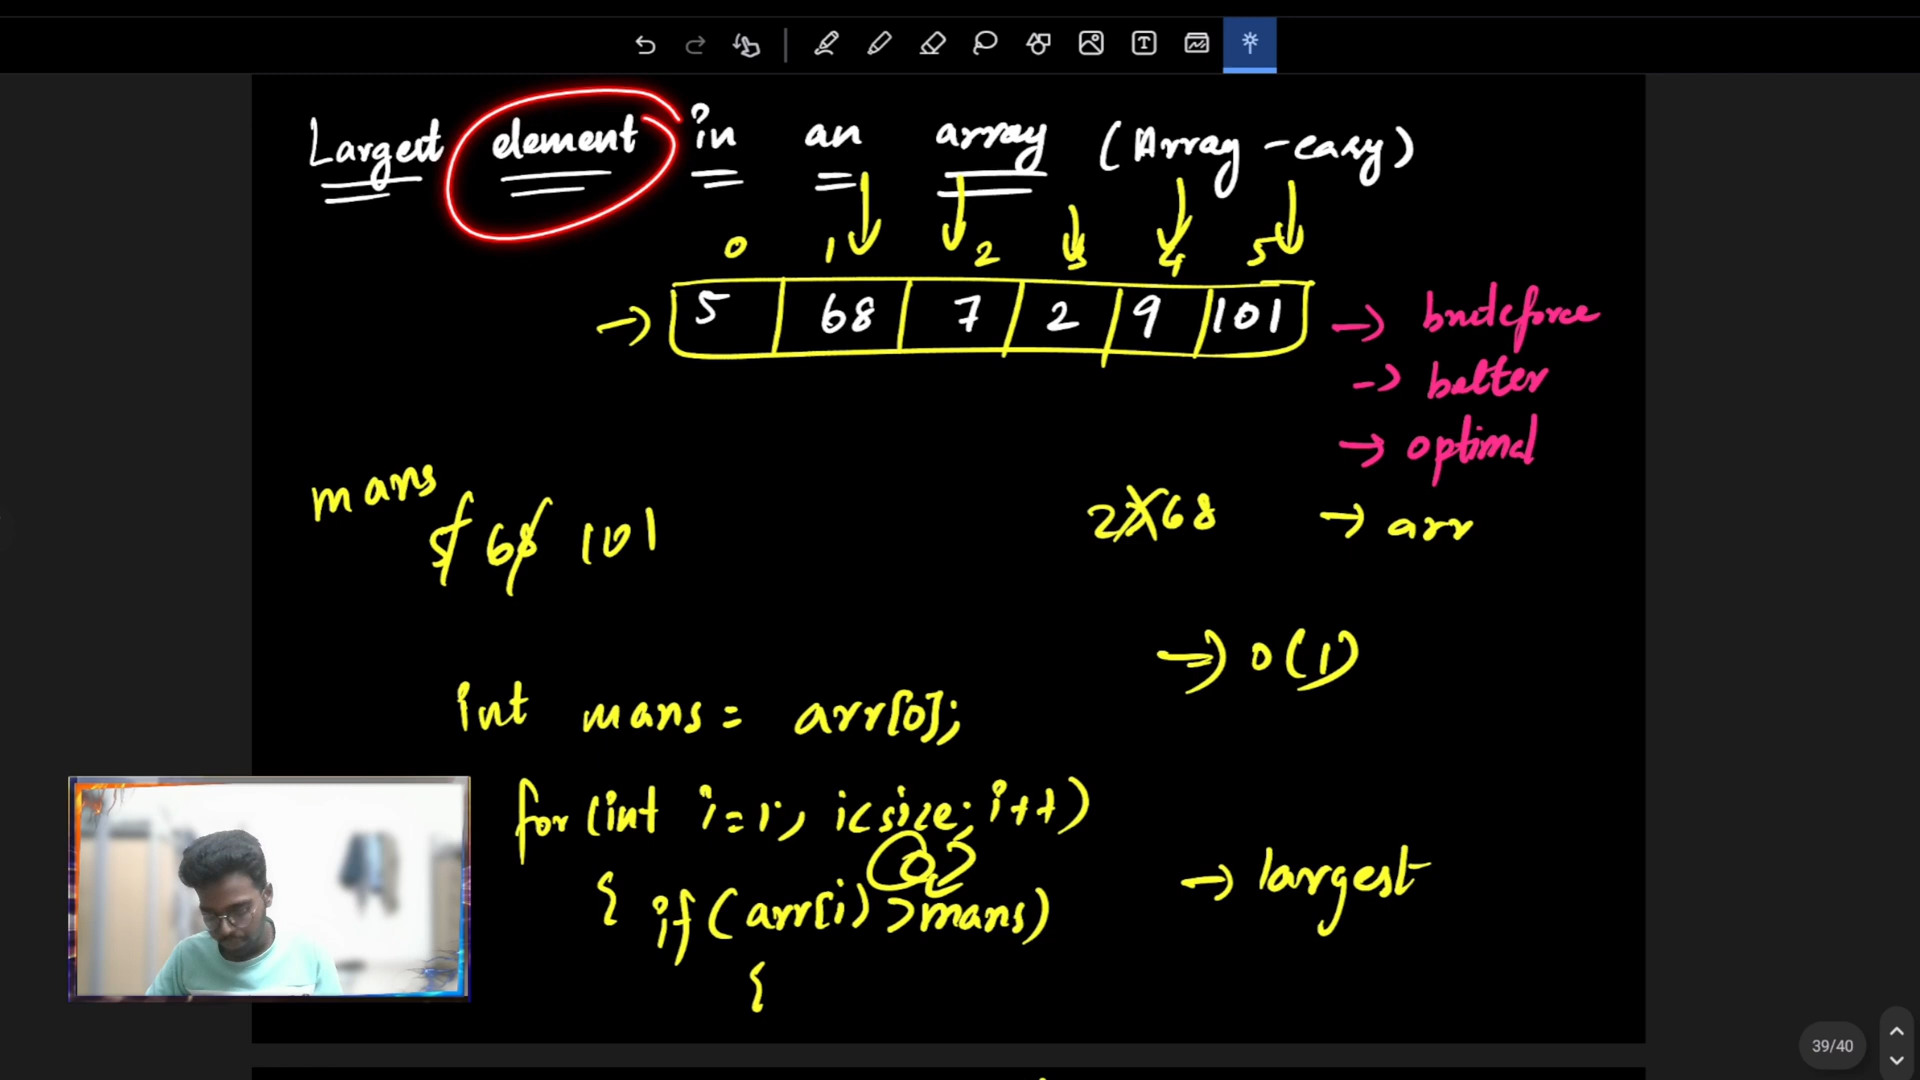 Largest element in an array (Array - easy)
0 1 2 3 4 5
5 68 7 2 9 101
→ bruteforce
→ better
→ optimal
mans
5 68 101
2 X 68 → arr
→ O(1)
int mans = arr[0];
for (int i=1; i<size; i++)
{ if (arr[i] > mans)
→ largest
{
39/40